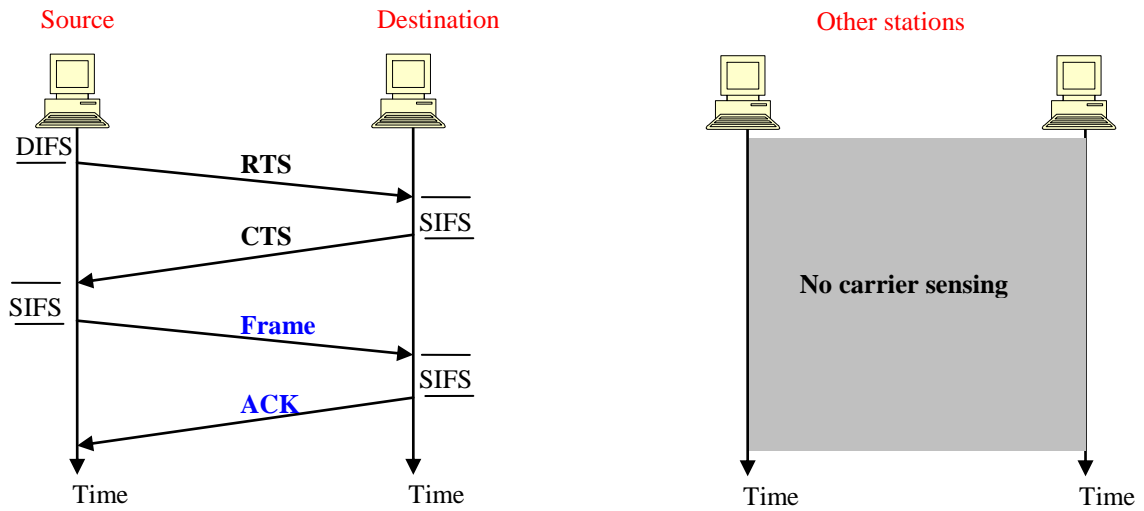 Source
Destination
Other stations
DIFS
RTS
SIFS
CTS
No carrier sensing
SIFS
Frame
SIFS
ACK
Time
Time
Time
Time